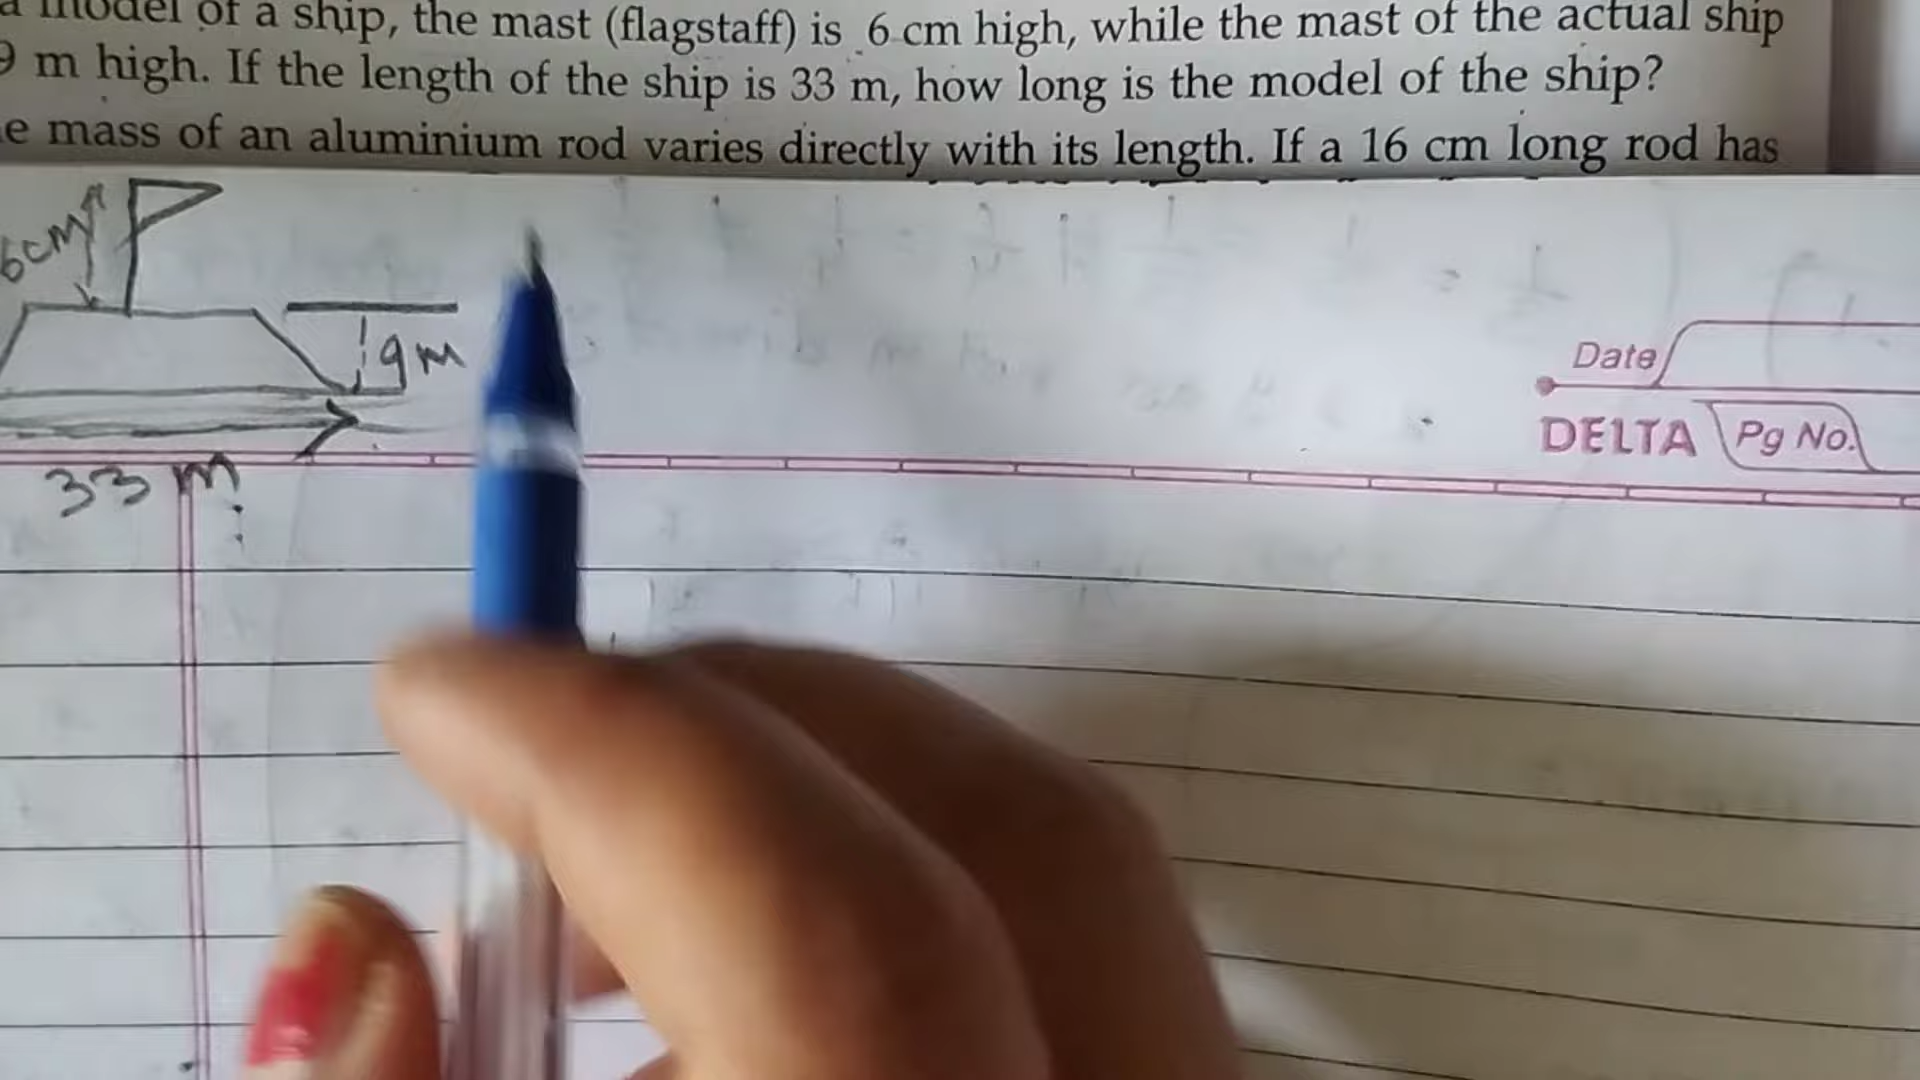 a model of a ship, the mast (flagstaff) is 6 cm high, while the mast of the actual ship
9 m high. If the length of the ship is 33 m, how long is the model of the ship?
e mass of an aluminium rod varies directly with its length. If a 16 cm long rod has
6cm
9m
33 m
Date
DELTA Pg No.